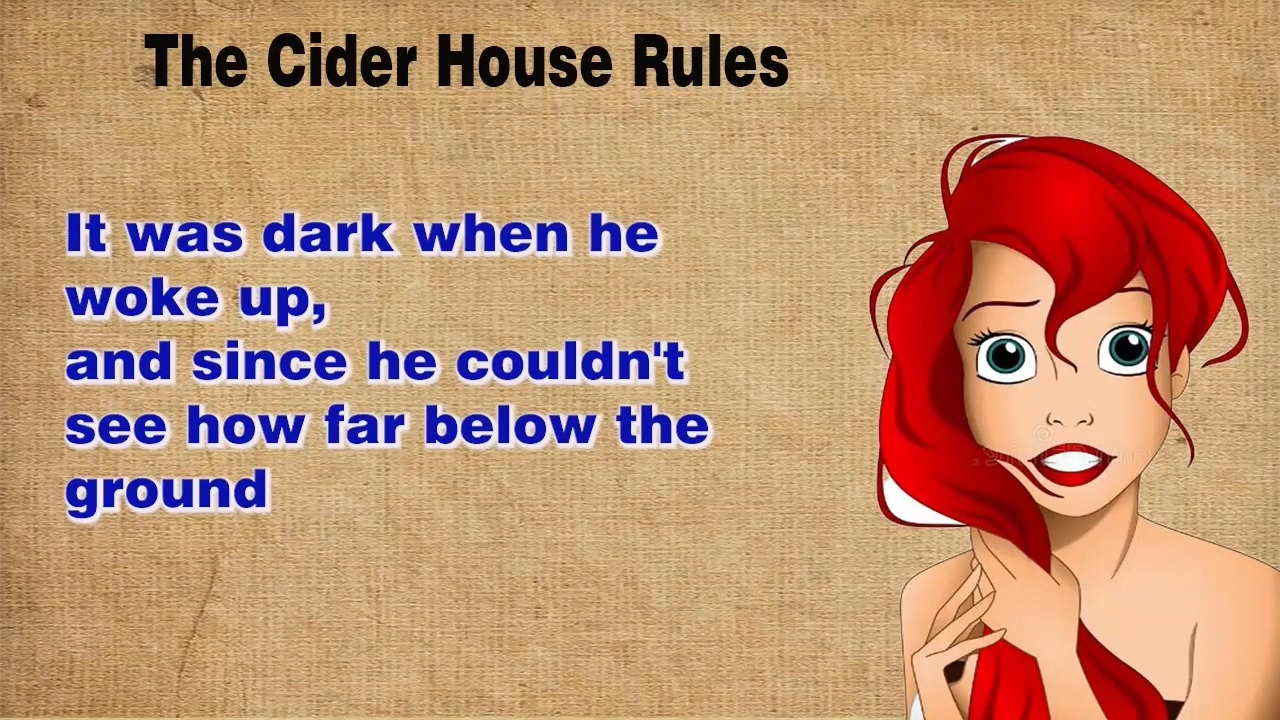 The Cider House Rules
It was dark when he
woke up,
and since he couldn't
see how far below the
ground